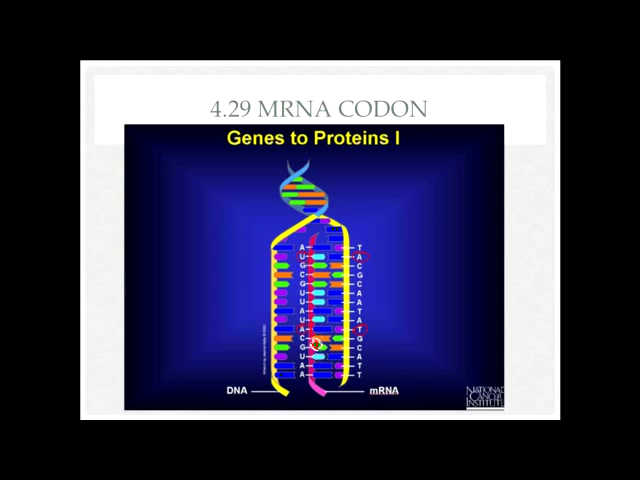 4.29 MRNA CODON
Genes to Proteins I
A T
U A
G C
C G
G C
U A
U A
A T
U A
A
C G
G C
U A
A T
A T
DNA
mRNA
NATIONAL
CANCER
INSTITUTE